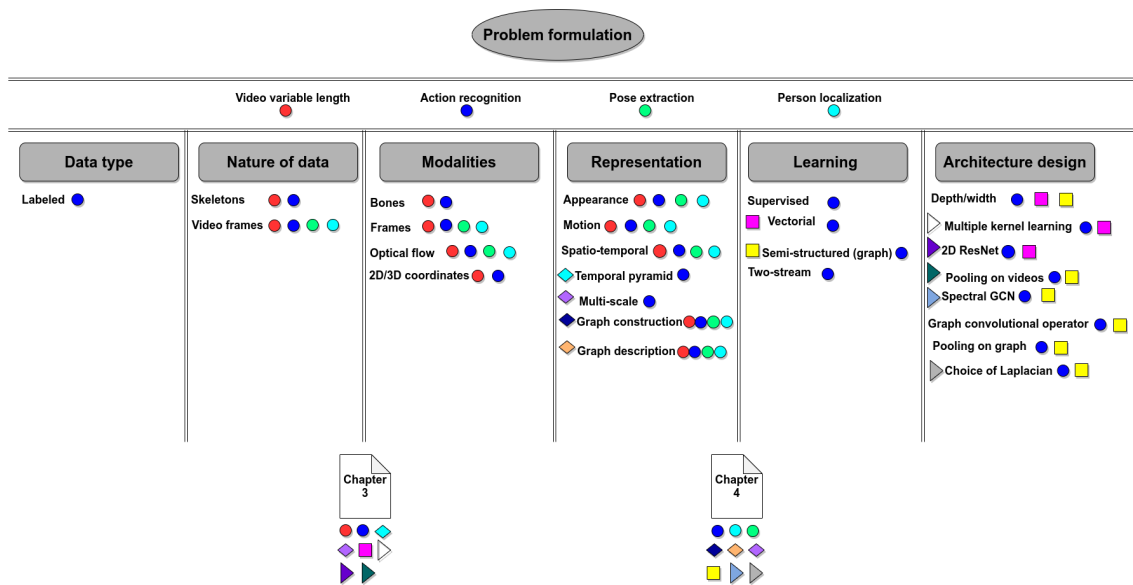 Problem formulation
Video variable length
Action recognition
Pose extraction
Person localization
Data type
Labeled
Nature of data
Skeletons
Video frames
Modalities
Bones
Frames
Optical flow
2D/3D coordinates
Representation
Appearance
Motion
Spatio-temporal
Temporal pyramid
Multi-scale
Graph construction
Graph description
Learning
Supervised
Vectorial
Semi-structured (graph)
Two-stream
Architecture design
Depth/width
Multiple kernel learning
2D ResNet
Pooling on videos
Spectral GCN
Graph convolutional operator
Pooling on graph
Choice of Laplacian
Chapter
3
Chapter
4